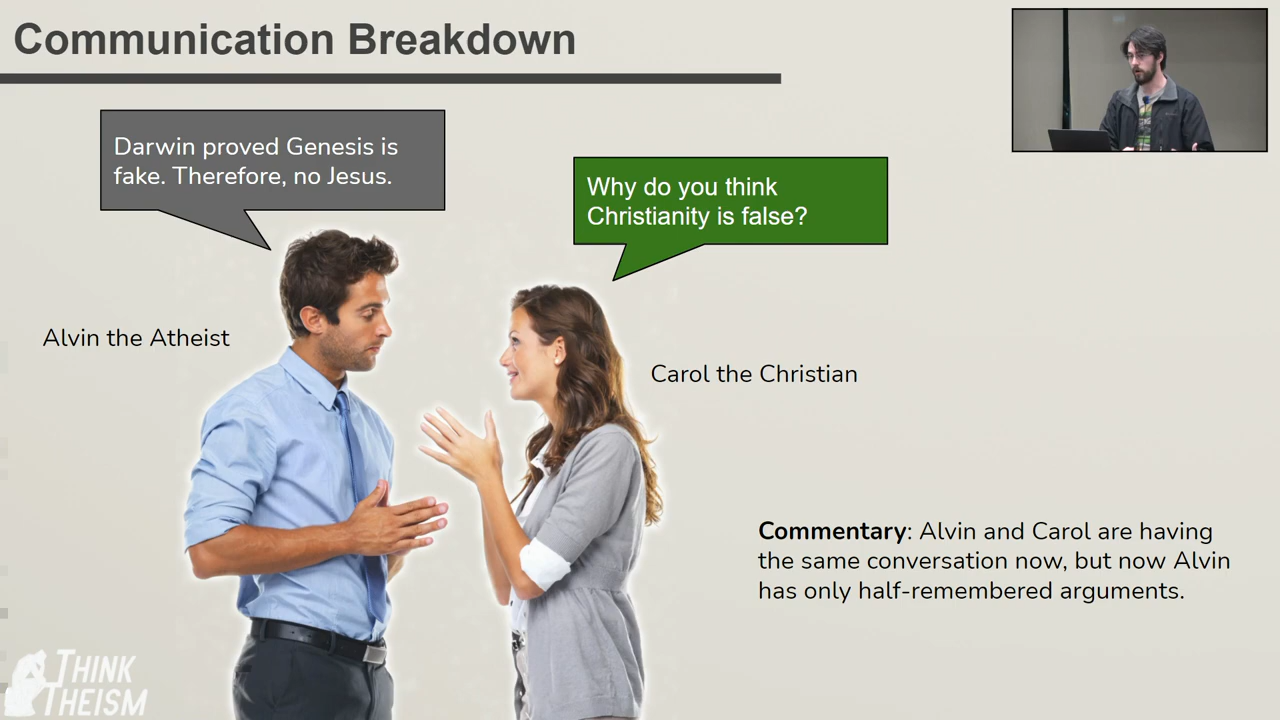 Communication Breakdown
Darwin proved Genesis is
fake. Therefore, no Jesus.
Why do you think
Christianity is false?
Alvin the Atheist
Carol the Christian
Commentary: Alvin and Carol are having
the same conversation now, but now Alvin
has only half-remembered arguments.
THINK
THEISM